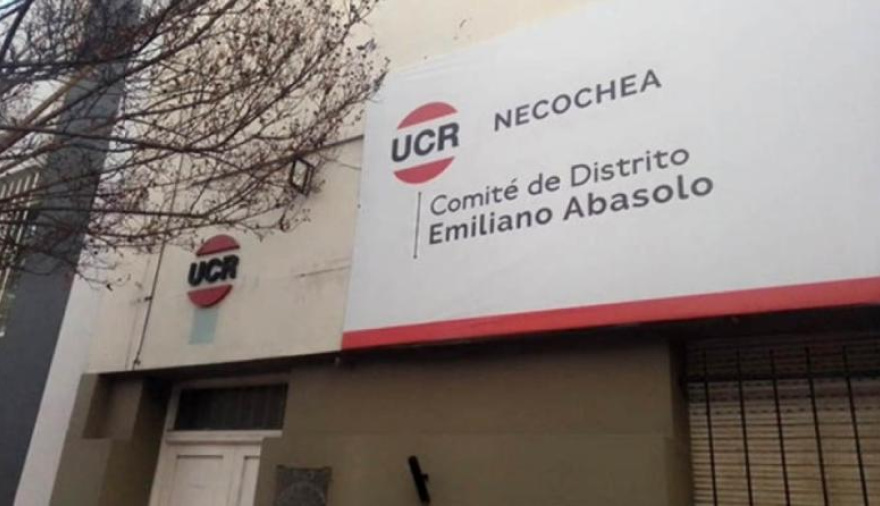 UCR NECOCHEA
Comité de Distrito
Emiliano Abasolo
UCR